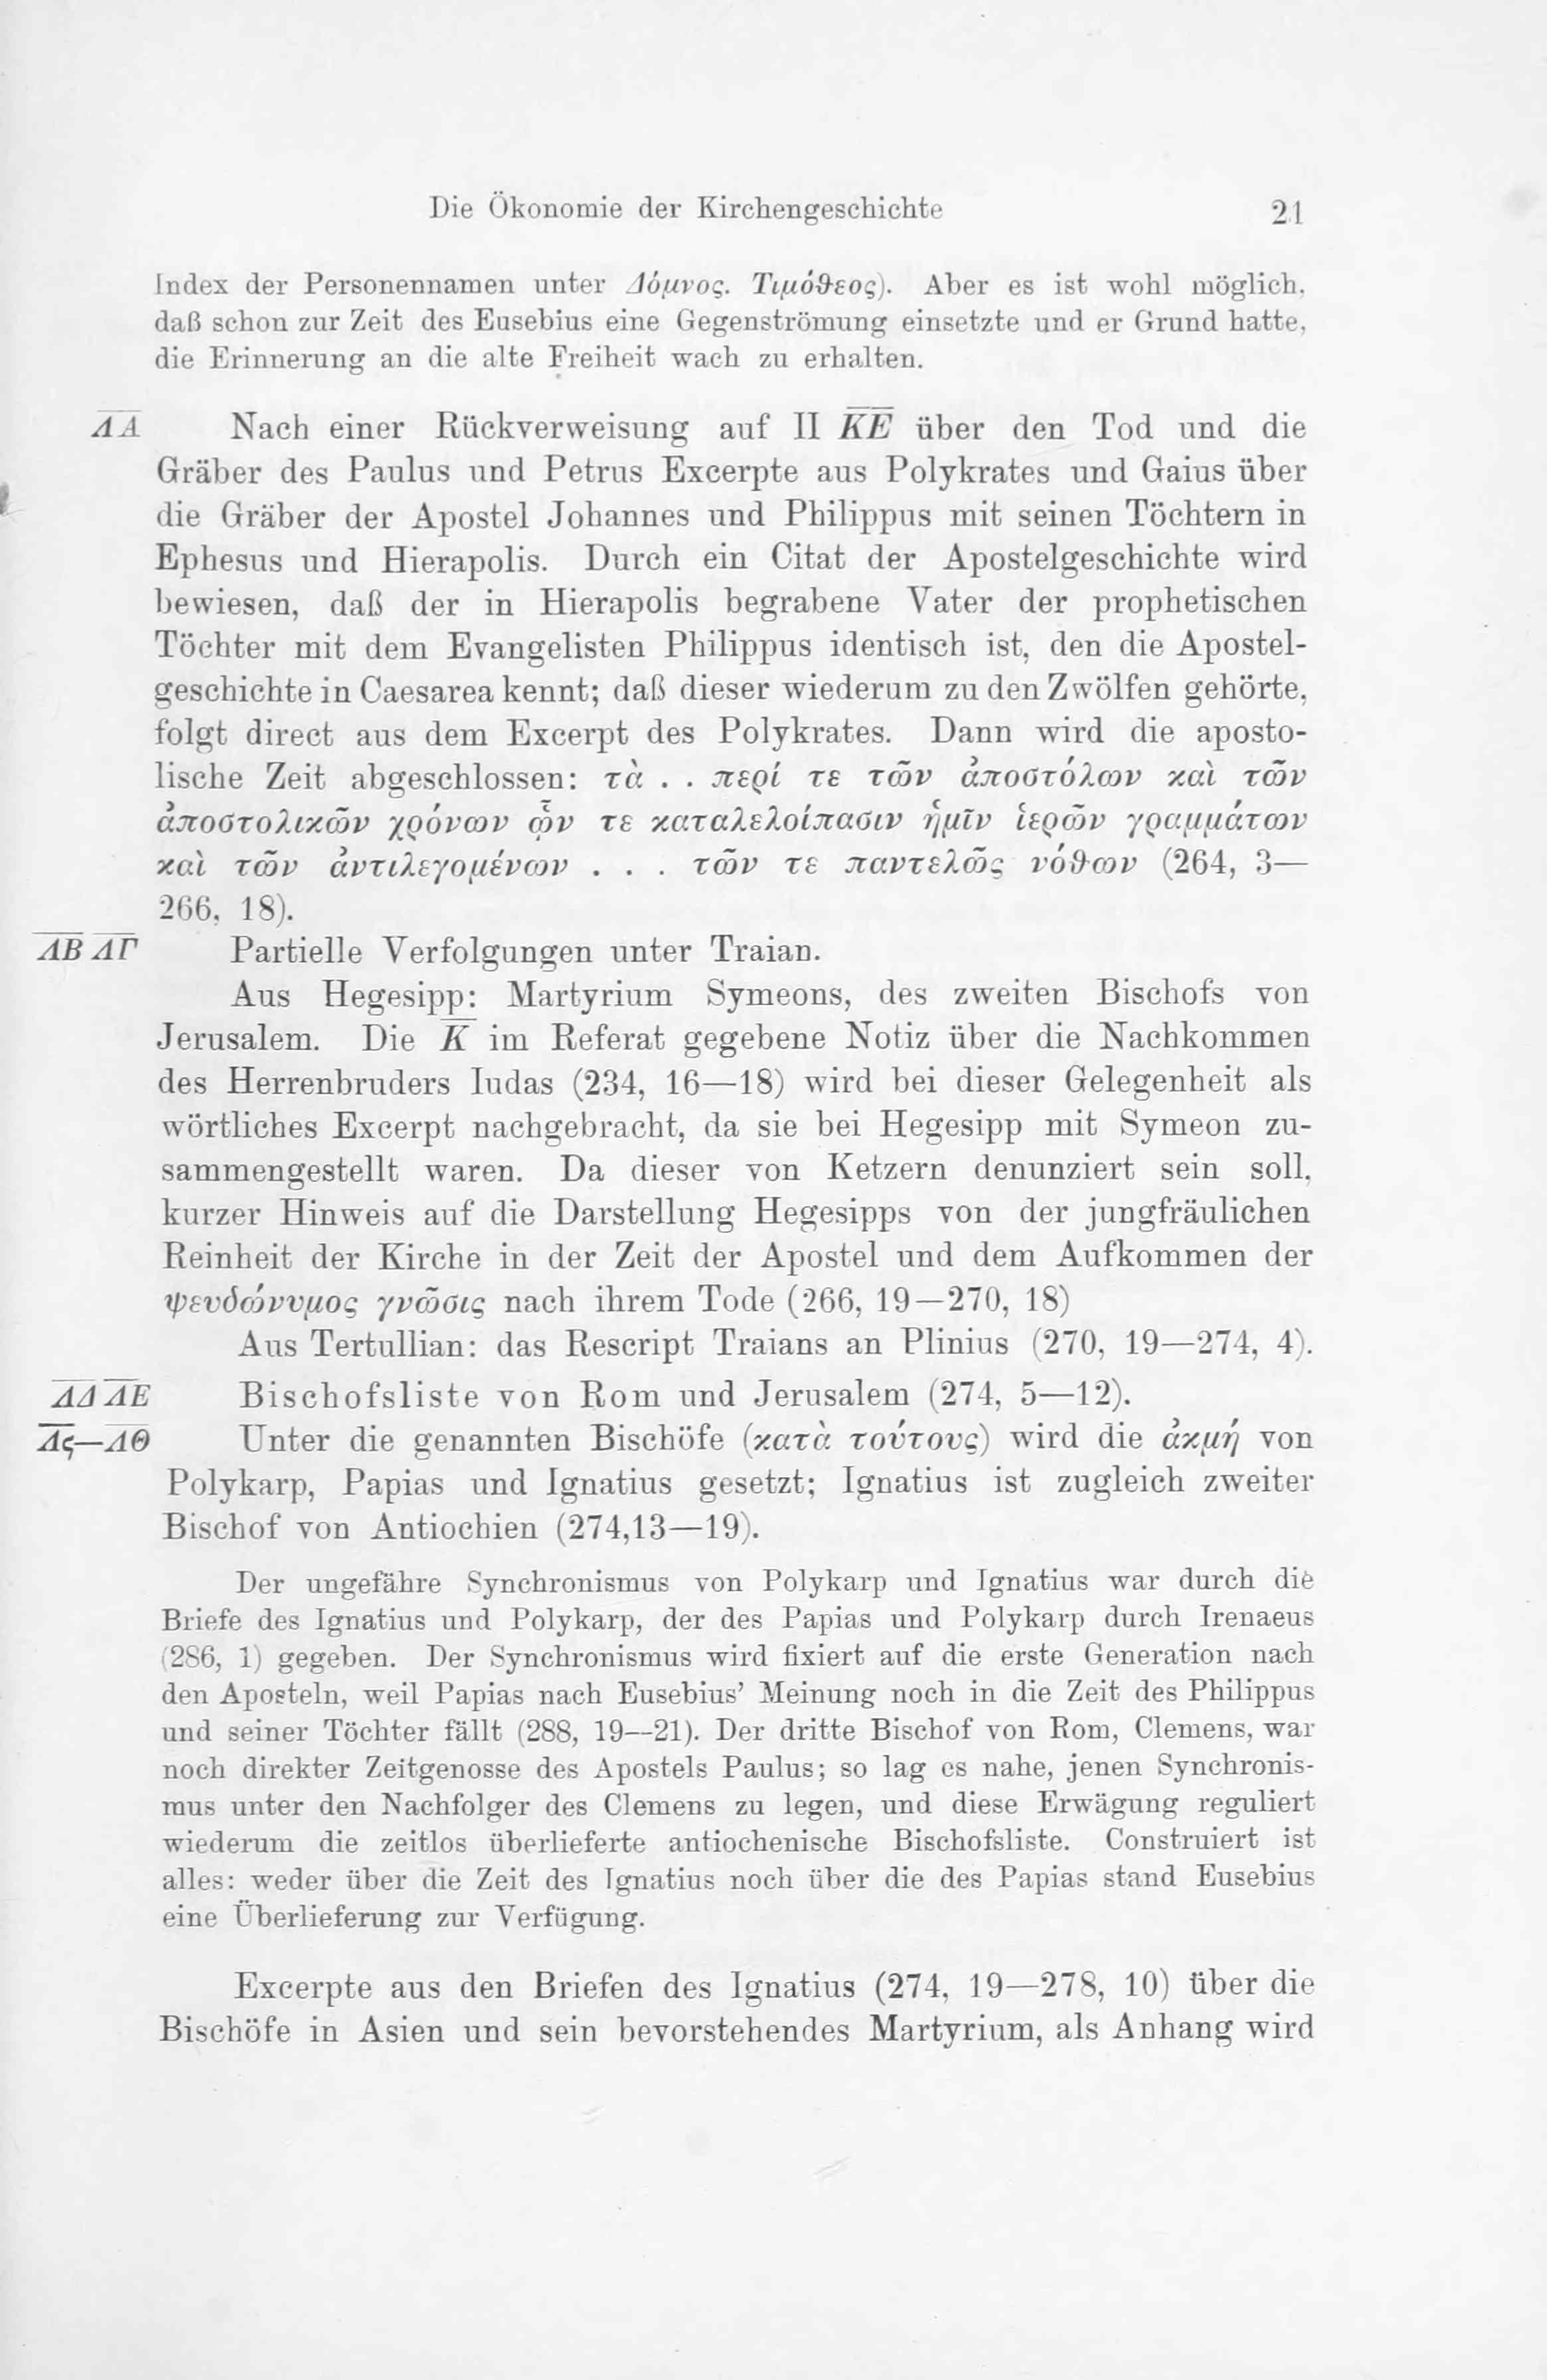 Die Ökonomie der Kirchengeschichte 21
Index der Personennamen unter Δόμνος. Τιμόθεος). Aber es ist wohl möglich,
daß schon zur Zeit des Eusebius eine Gegenströmung einsetzte und er Grund hatte,
die Erinnerung an die alte Freiheit wach zu erhalten.
Λ̅Α̅ Nach einer Rückverweisung auf II Κ̅Ε̅ über den Tod und die
Gräber des Paulus und Petrus Excerpte aus Polykrates und Gaius über
die Gräber der Apostel Johannes und Philippus mit seinen Töchtern in
Ephesus und Hierapolis. Durch ein Citat der Apostelgeschichte wird
bewiesen, daß der in Hierapolis begrabene Vater der prophetischen
Töchter mit dem Evangelisten Philippus identisch ist, den die Apostel-
geschichte in Caesarea kennt; daß dieser wiederum zu den Zwölfen gehörte,
folgt direct aus dem Excerpt des Polykrates. Dann wird die aposto-
lische Zeit abgeschlossen: τὰ . . περί τε τῶν ἀποστόλων καὶ τῶν
ἀποστολικῶν χρόνων ὧν τε καταλελοίπασιν ἡμῖν ἱερῶν γραμμάτων
καὶ τῶν ἀντιλεγομένων . . . τῶν τε παντελῶς νόθων (264, 3—
266, 18).
Λ̅Β̅ Λ̅Γ̅ Partielle Verfolgungen unter Traian.
Aus Hegesipp: Martyrium Symeons, des zweiten Bischofs von
Jerusalem. Die Κ̅ im Referat gegebene Notiz über die Nachkommen
des Herrenbruders Iudas (234, 16—18) wird bei dieser Gelegenheit als
wörtliches Excerpt nachgebracht, da sie bei Hegesipp mit Symeon zu-
sammengestellt waren. Da dieser von Ketzern denunziert sein soll,
kurzer Hinweis auf die Darstellung Hegesipps von der jungfräulichen
Reinheit der Kirche in der Zeit der Apostel und dem Aufkommen der
ψευδώνυμος γνῶσις nach ihrem Tode (266, 19—270, 18)
Aus Tertullian: das Rescript Traians an Plinius (270, 19—274, 4).
Λ̅Δ̅ Λ̅Ε̅ Bischofsliste von Rom und Jerusalem (274, 5—12).
Λ̅ς̅—Λ̅Θ̅ Unter die genannten Bischöfe (κατὰ τούτους) wird die ἀκμή von
Polykarp, Papias und Ignatius gesetzt; Ignatius ist zugleich zweiter
Bischof von Antiochien (274,13—19).
Der ungefähre Synchronismus von Polykarp und Ignatius war durch die
Briefe des Ignatius und Polykarp, der des Papias und Polykarp durch Irenaeus
(286, 1) gegeben. Der Synchronismus wird fixiert auf die erste Generation nach
den Aposteln, weil Papias nach Eusebius’ Meinung noch in die Zeit des Philippus
und seiner Töchter fällt (288, 19—21). Der dritte Bischof von Rom, Clemens, war
noch direkter Zeitgenosse des Apostels Paulus; so lag es nahe, jenen Synchronis-
mus unter den Nachfolger des Clemens zu legen, und diese Erwägung reguliert
wiederum die zeitlos überlieferte antiochenische Bischofsliste. Construiert ist
alles: weder über die Zeit des Ignatius noch über die des Papias stand Eusebius
eine Überlieferung zur Verfügung.
Excerpte aus den Briefen des Ignatius (274, 19—278, 10) über die
Bischöfe in Asien und sein bevorstehendes Martyrium, als Anhang wird